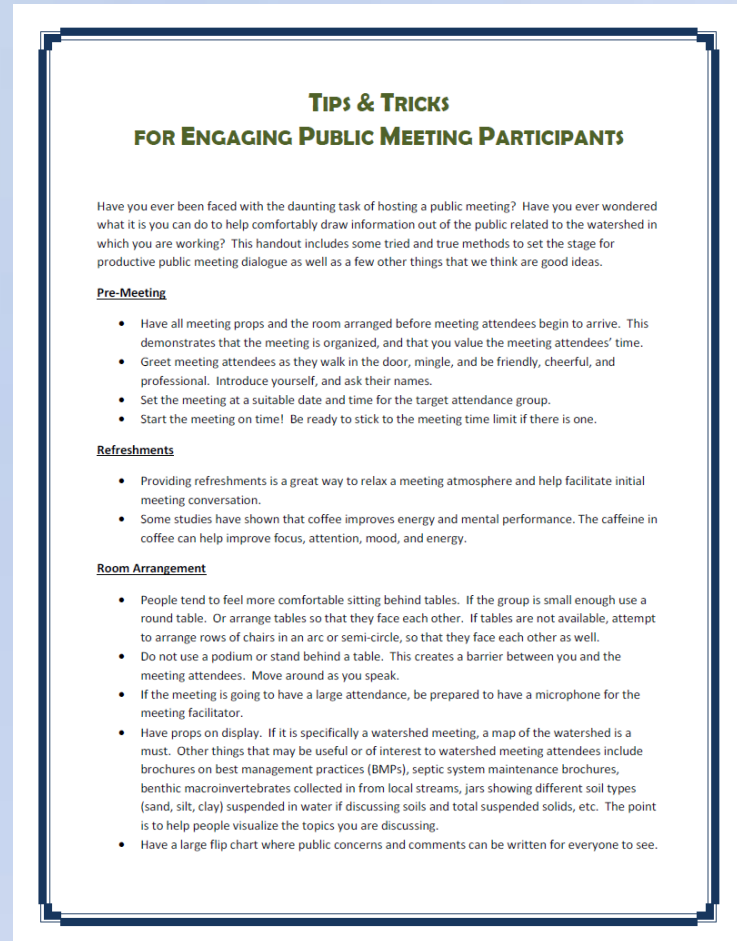 TIPS & TRICKS
FOR ENGAGING PUBLIC MEETING PARTICIPANTS
Have you ever been faced with the daunting task of hosting a public meeting? Have you ever wondered
what it is you can do to help comfortably draw information out of the public related to the watershed in
which you are working? This handout includes some tried and true methods to set the stage for
productive public meeting dialogue as well as a few other things that we think are good ideas.
Pre-Meeting
• Have all meeting props and the room arranged before meeting attendees begin to arrive. This
demonstrates that the meeting is organized, and that you value the meeting attendees' time.
• Greet meeting attendees as they walk in the door, mingle, and be friendly, cheerful, and
professional. Introduce yourself, and ask their names.
• Set the meeting at a suitable date and time for the target attendance group.
• Start the meeting on time! Be ready to stick to the meeting time limit if there is one.
Refreshments
• Providing refreshments is a great way to relax a meeting atmosphere and help facilitate initial
meeting conversation.
• Some studies have shown that coffee improves energy and mental performance. The caffeine in
coffee can help improve focus, attention, mood, and energy.
Room Arrangement
• People tend to feel more comfortable sitting behind tables. If the group is small enough use a
round table. Or arrange tables so that they face each other. If tables are not available, attempt
to arrange rows of chairs in an arc or semi-circle, so that they face each other as well.
• Do not use a podium or stand behind a table. This creates a barrier between you and the
meeting attendees. Move around as you speak.
• If the meeting is going to have a large attendance, be prepared to have a microphone for the
meeting facilitator.
• Have props on display. If it is specifically a watershed meeting, a map of the watershed is a
must. Other things that may be useful or of interest to watershed meeting attendees include
brochures on best management practices (BMPs), septic system maintenance brochures,
benthic macroinvertebrates collected in from local streams, jars showing different soil types
(sand, silt, clay) suspended in water if discussing soils and total suspended solids, etc. The point
is to help people visualize the topics you are discussing.
• Have a large flip chart where public concerns and comments can be written for everyone to see.